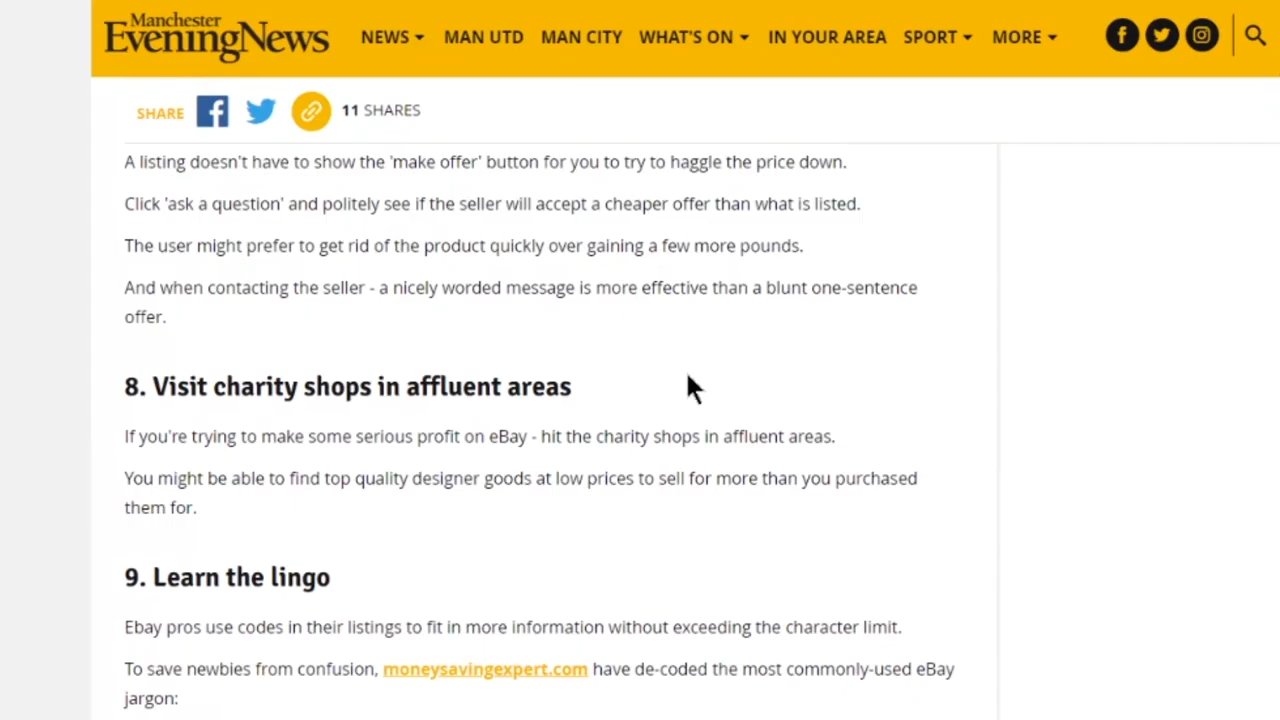 Manchester
Evening News
NEWS MAN UTD MAN CITY WHAT'S ON IN YOUR AREA SPORT MORE
SHARE 11 SHARES
A listing doesn't have to show the 'make offer' button for you to try to haggle the price down.
Click 'ask a question' and politely see if the seller will accept a cheaper offer than what is listed.
The user might prefer to get rid of the product quickly over gaining a few more pounds.
And when contacting the seller - a nicely worded message is more effective than a blunt one-sentence
offer.
8. Visit charity shops in affluent areas
If you're trying to make some serious profit on eBay - hit the charity shops in affluent areas.
You might be able to find top quality designer goods at low prices to sell for more than you purchased
them for.
9. Learn the lingo
Ebay pros use codes in their listings to fit in more information without exceeding the character limit.
To save newbies from confusion, moneysavingexpert.com have de-coded the most commonly-used eBay
jargon: